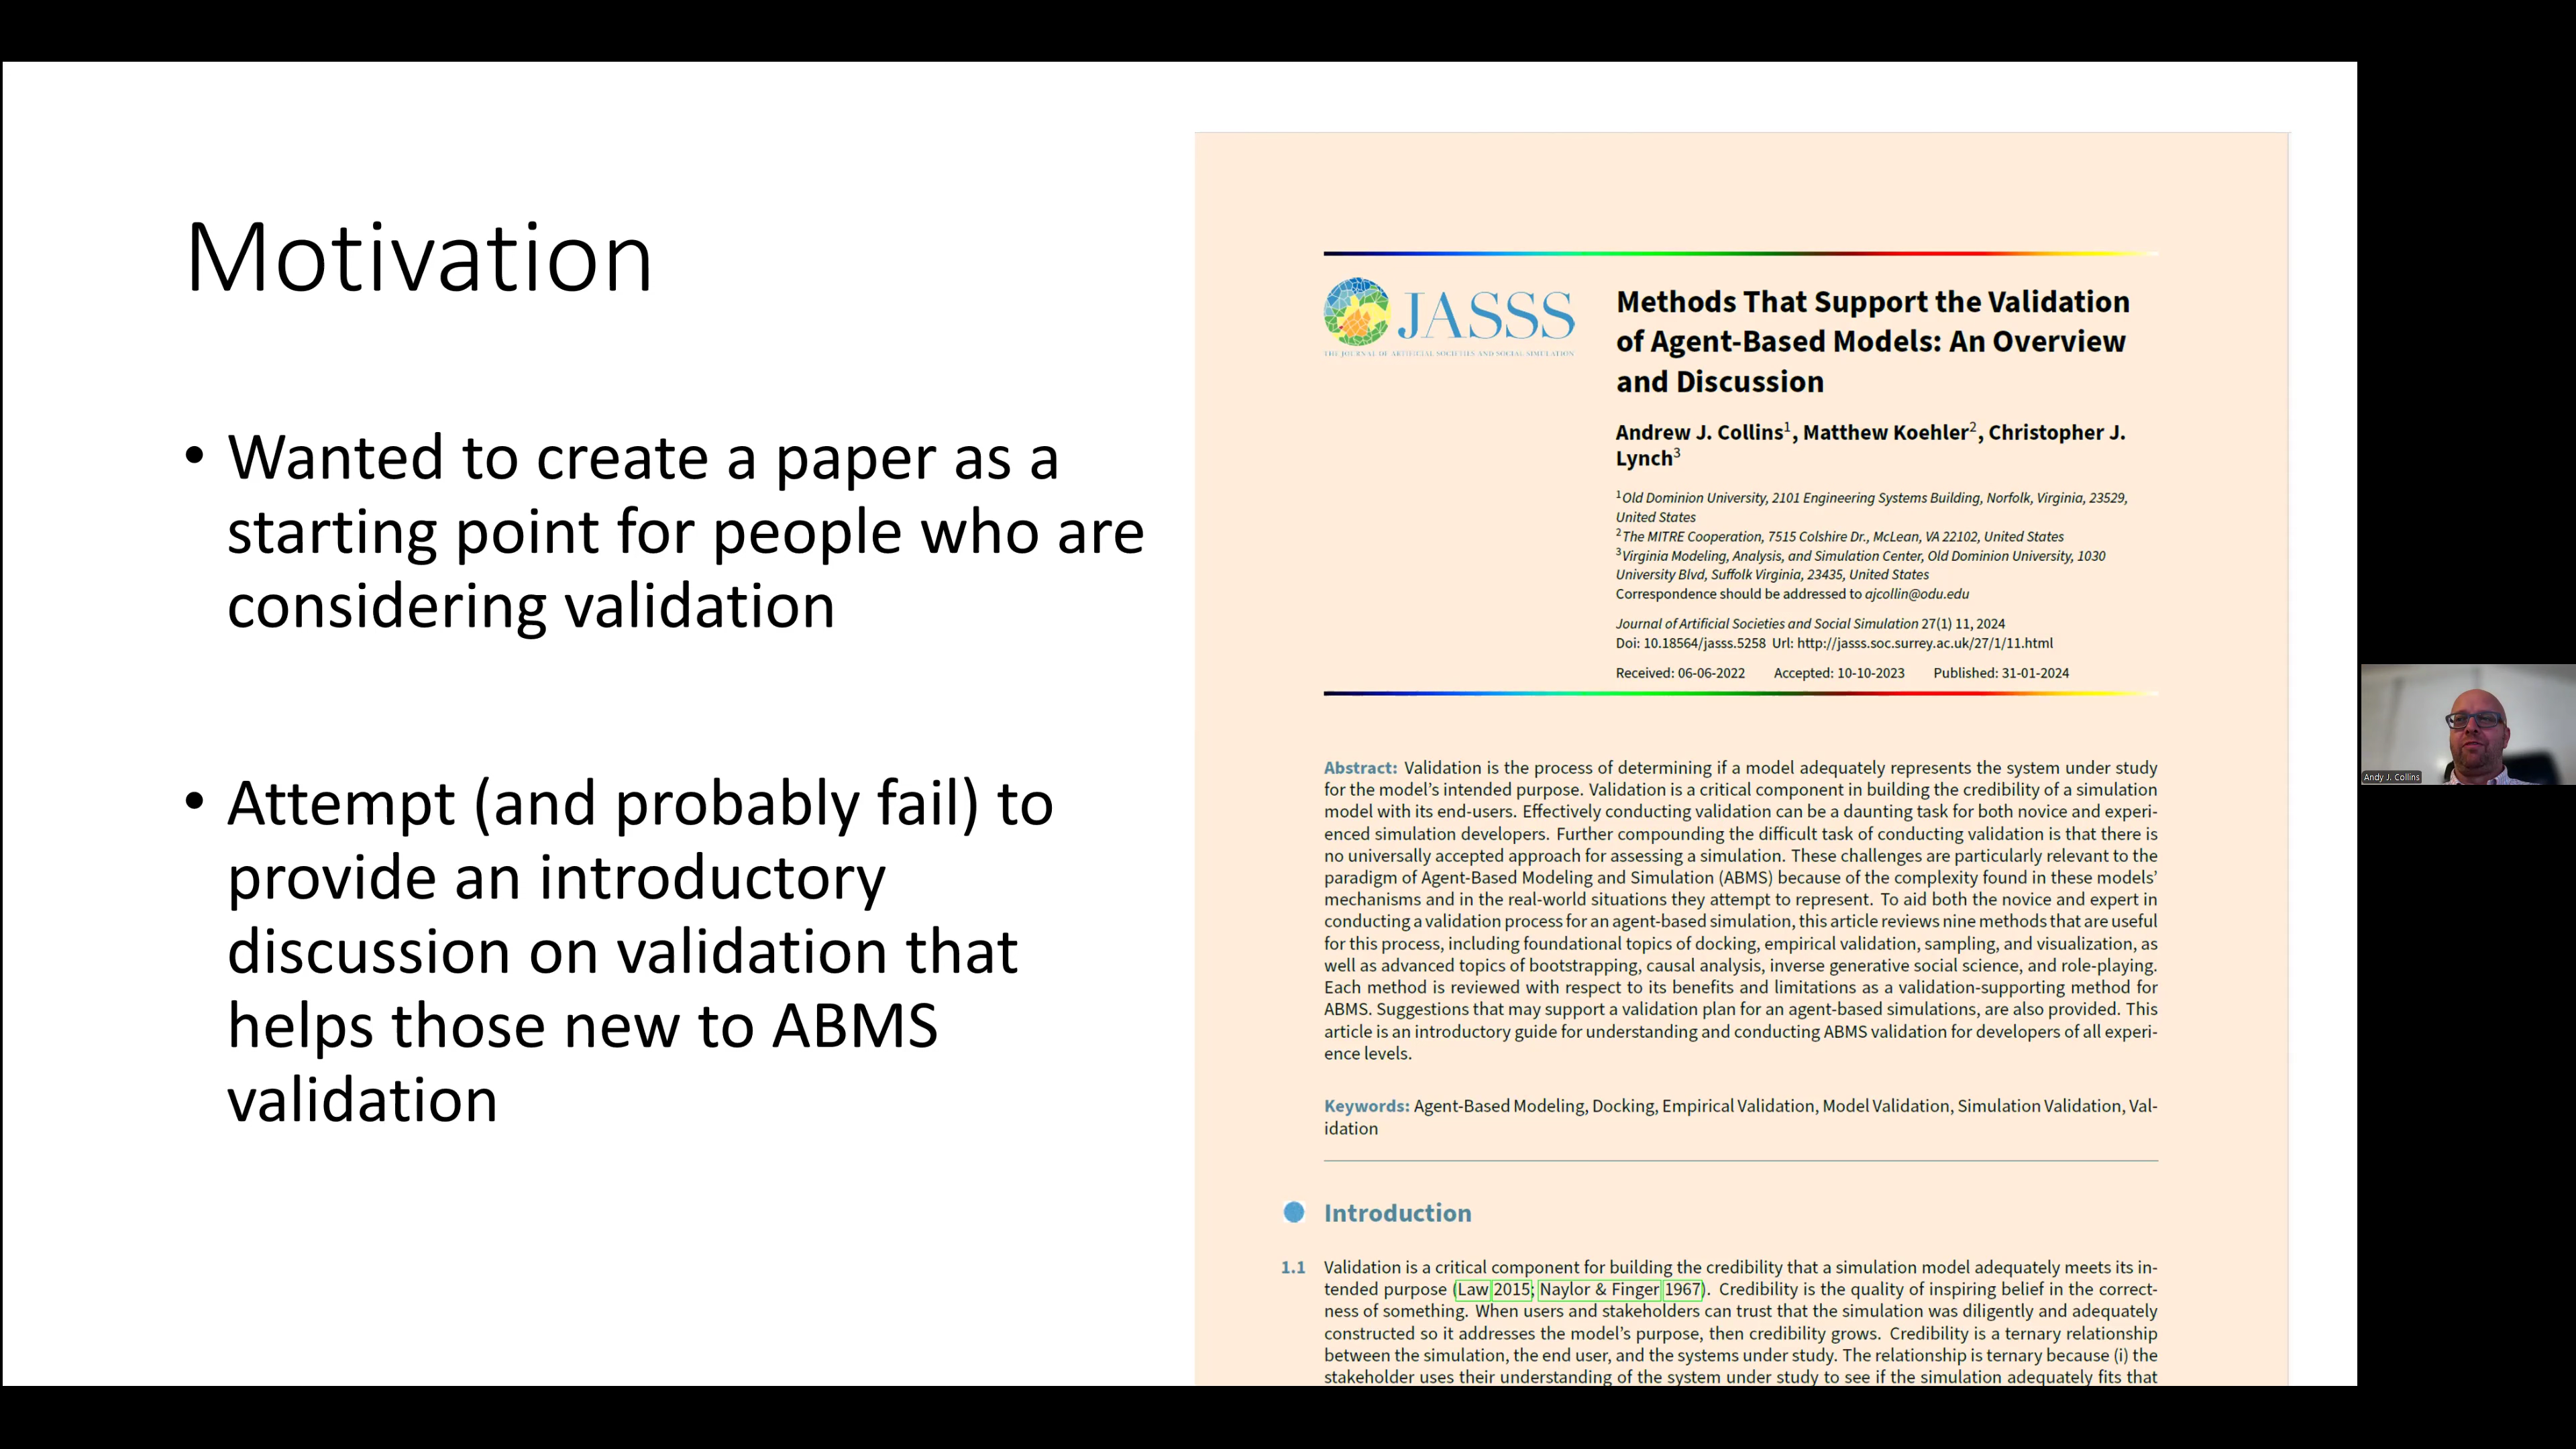 Motivation
• Wanted to create a paper as a
starting point for people who are
considering validation
• Attempt (and probably fail) to
provide an introductory
discussion on validation that
helps those new to ABMS
validation
JASSS
THE JOURNAL OF ARTIFICIAL SOCIETIES AND SOCIAL SIMULATION
Methods That Support the Validation
of Agent-Based Models: An Overview
and Discussion
Andrew J. Collins1, Matthew Koehler2, Christopher J.
Lynch3
1Old Dominion University, 2101 Engineering Systems Building, Norfolk, Virginia, 23529,
United States
2The MITRE Cooperation, 7515 Colshire Dr., McLean, VA 22102, United States
3Virginia Modeling, Analysis, and Simulation Center, Old Dominion University, 1030
University Blvd, Suffolk Virginia, 23435, United States
Correspondence should be addressed to ajcollin@odu.edu
Journal of Artificial Societies and Social Simulation 27(1) 11, 2024
Doi: 10.18564/jasss.5258 Url: http://jasss.soc.surrey.ac.uk/27/1/11.html
Received: 06-06-2022 Accepted: 10-10-2023 Published: 31-01-2024
Abstract: Validation is the process of determining if a model adequately represents the system under study
for the model's intended purpose. Validation is a critical component in building the credibility of a simulation
model with its end-users. Effectively conducting validation can be a daunting task for both novice and experi-
enced simulation developers. Further compounding the difficult task of conducting validation is that there is
no universally accepted approach for assessing a simulation. These challenges are particularly relevant to the
paradigm of Agent-Based Modeling and Simulation (ABMS) because of the complexity found in these models'
mechanisms and in the real-world situations they attempt to represent. To aid both the novice and expert in
conducting a validation process for an agent-based simulation, this article reviews nine methods that are useful
for this process, including foundational topics of docking, empirical validation, sampling, and visualization, as
well as advanced topics of bootstrapping, causal analysis, inverse generative social science, and role-playing.
Each method is reviewed with respect to its benefits and limitations as a validation-supporting method for
ABMS. Suggestions that may support a validation plan for an agent-based simulations, are also provided. This
article is an introductory guide for understanding and conducting ABMS validation for developers of all experi-
ence levels.
Keywords: Agent-Based Modeling, Docking, Empirical Validation, Model Validation, Simulation Validation, Val-
idation
Introduction
1.1 Validation is a critical component for building the credibility that a simulation model adequately meets its in-
tended purpose (Law 2015; Naylor & Finger 1967). Credibility is the quality of inspiring belief in the correct-
ness of something. When users and stakeholders can trust that the simulation was diligently and adequately
constructed so it addresses the model's purpose, then credibility grows. Credibility is a ternary relationship
between the simulation, the end user, and the systems under study. The relationship is ternary because (i) the
stakeholder uses their understanding of the system under study to see if the simulation adequately fits that
Andy J. Collins